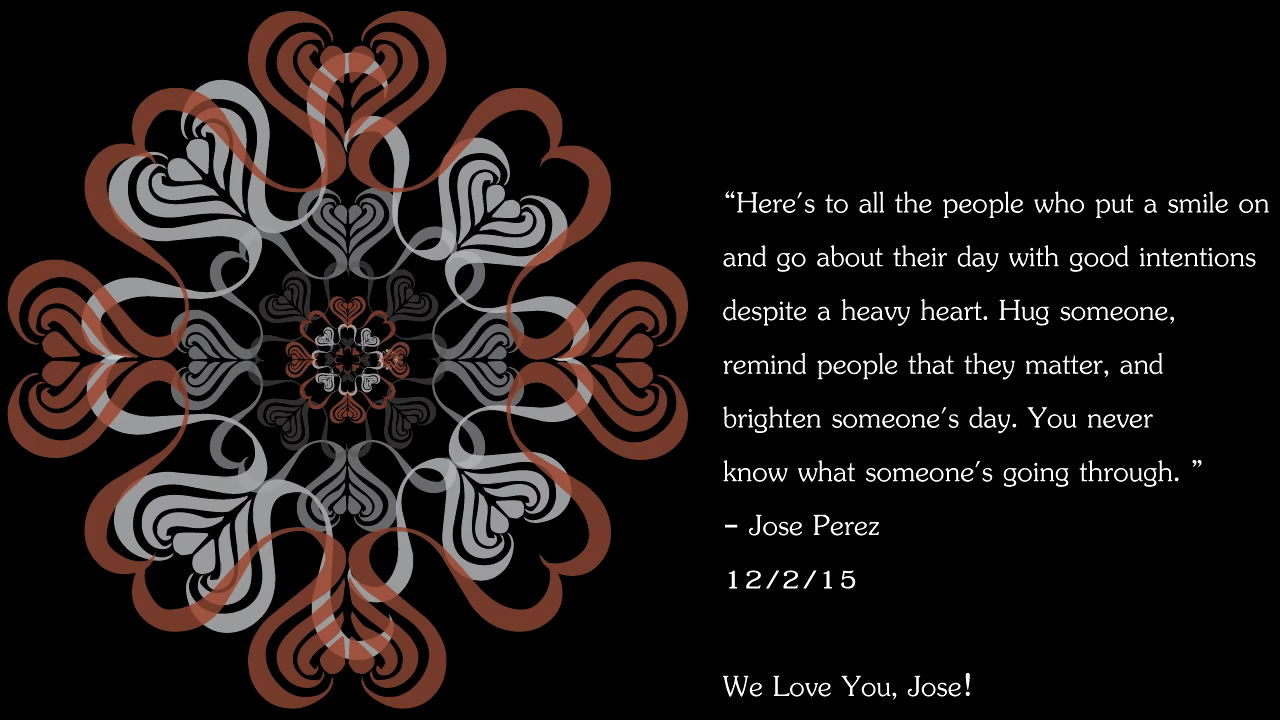 “Here’s to all the people who put a smile on
and go about their day with good intentions
despite a heavy heart. Hug someone,
remind people that they matter, and
brighten someone’s day. You never
know what someone’s going through. ”
– Jose Perez
12/2/15
We Love You, Jose!